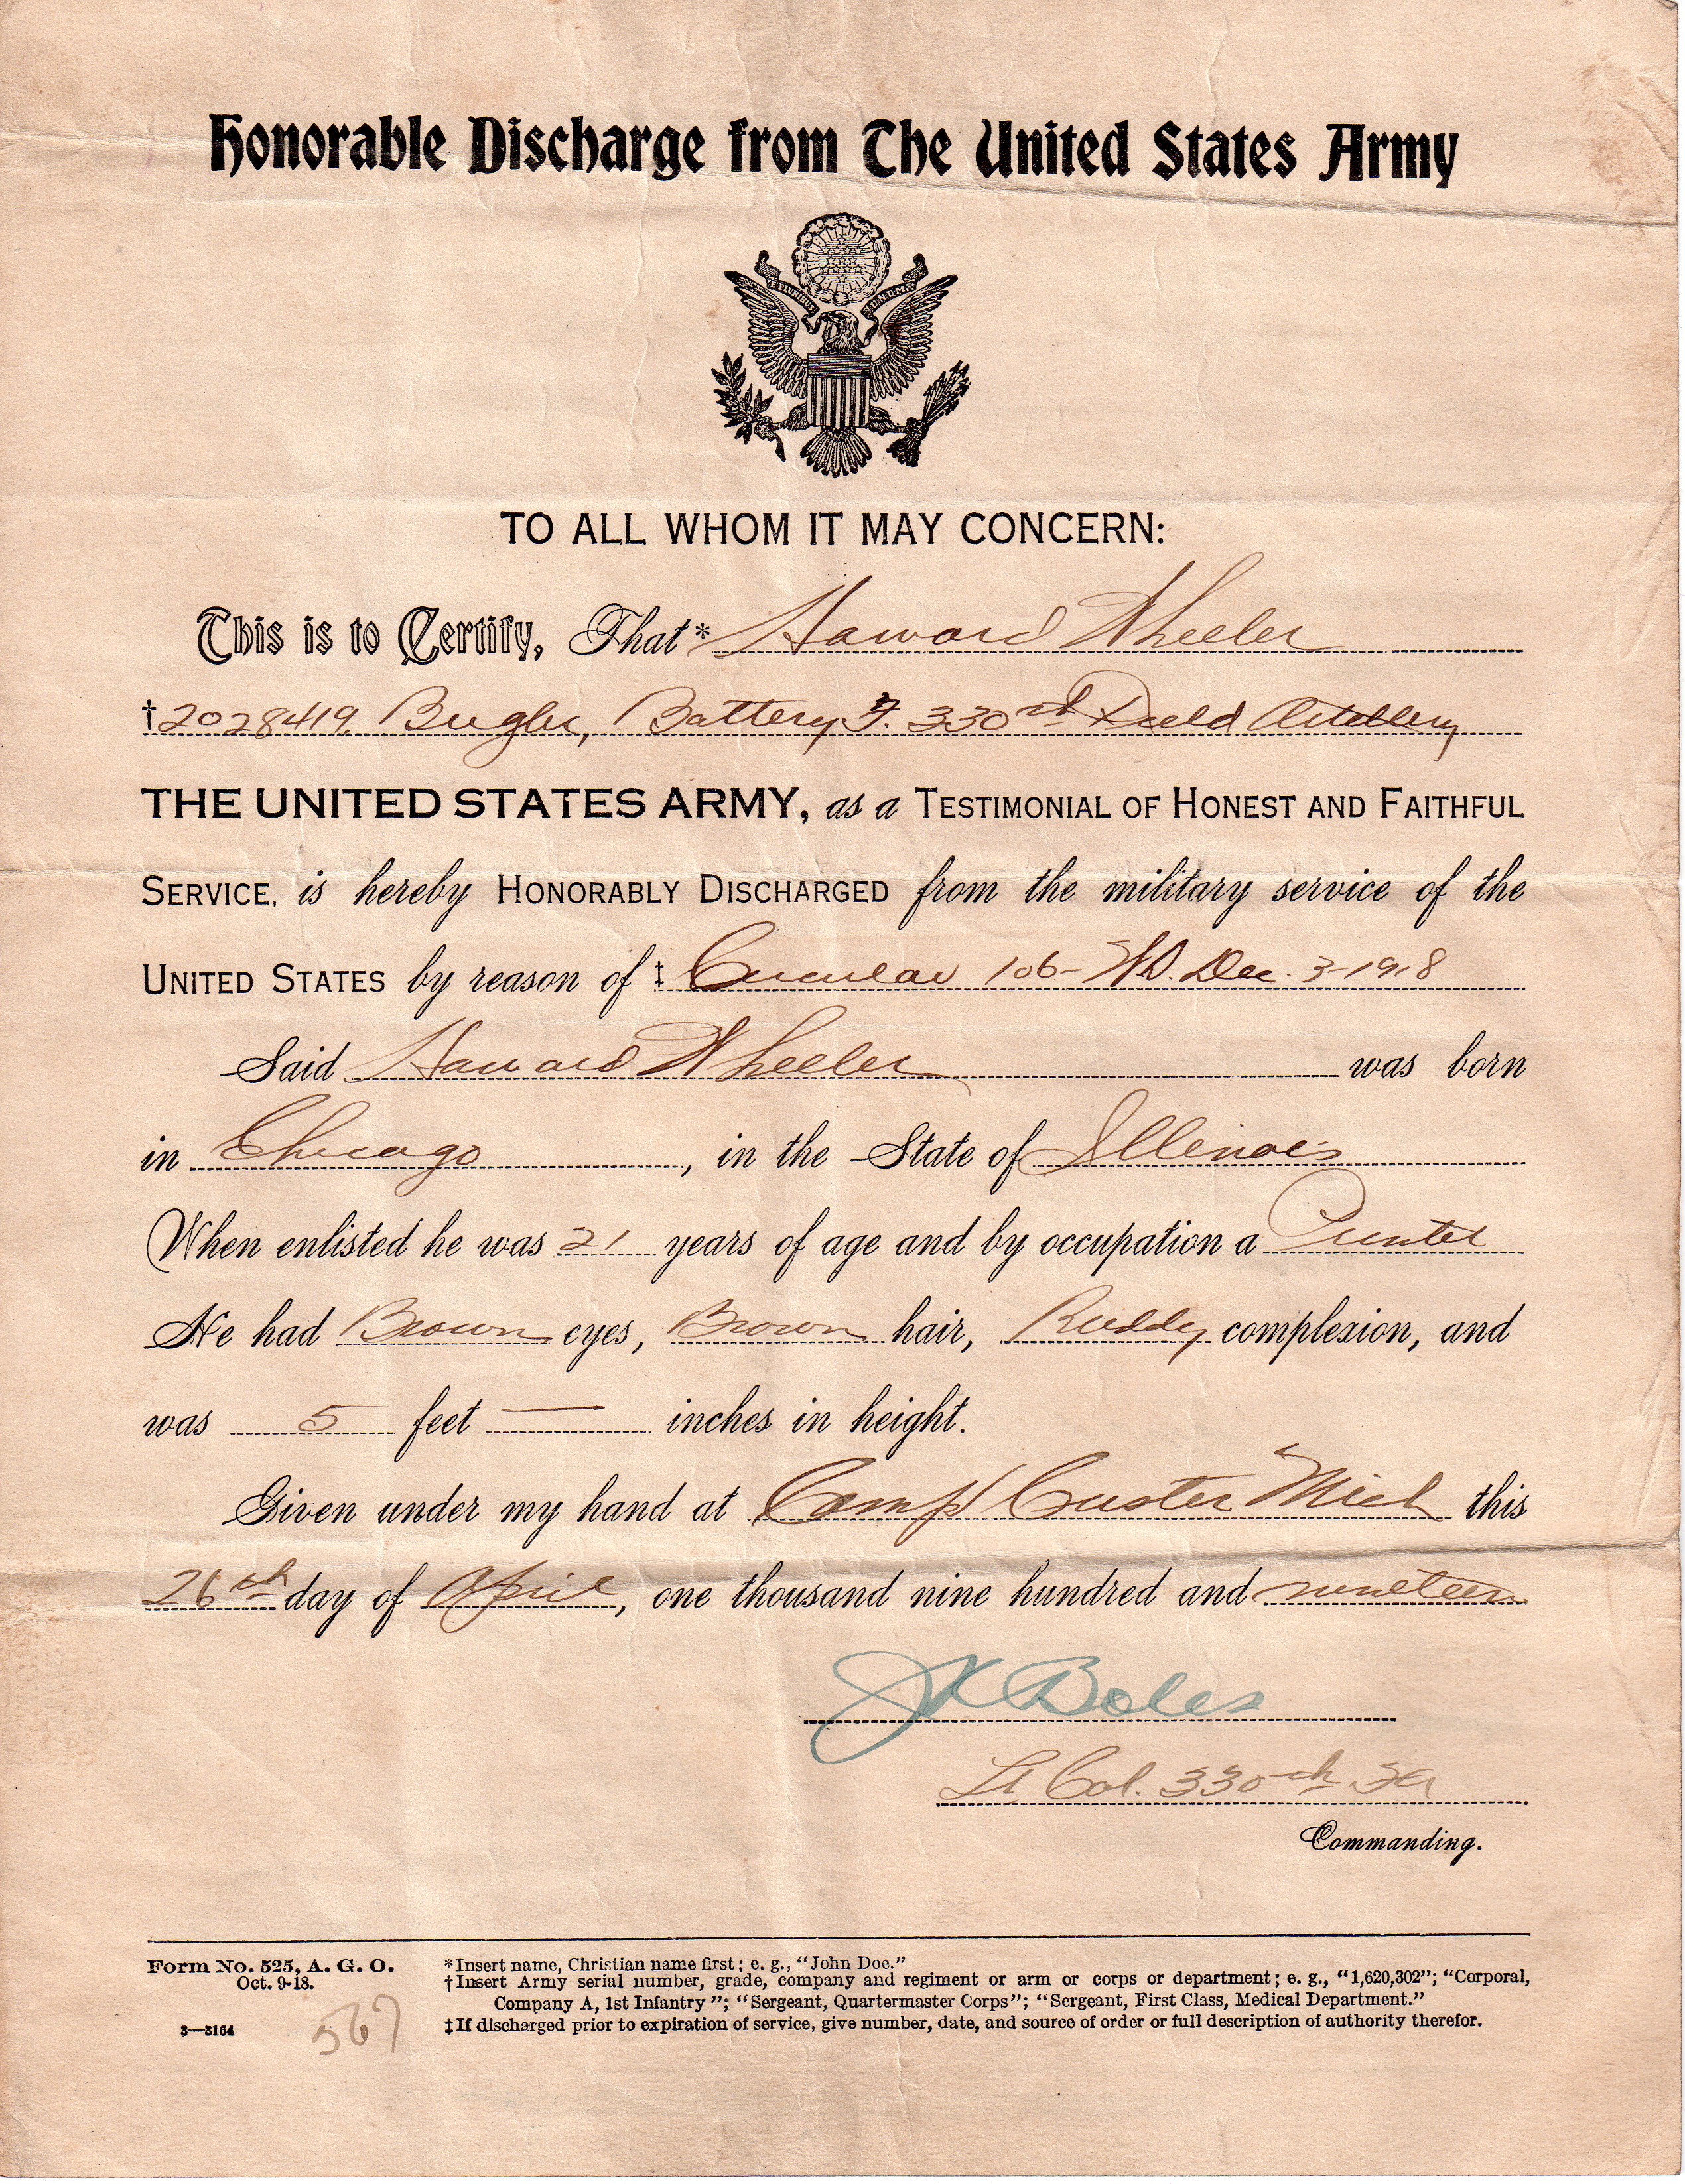 Honorable Discharge from The United States Army
E PLURIBUS UNUM
TO ALL WHOM IT MAY CONCERN:
This is to Certify, That* Howard Wheeler
†2028419. Bugler, Battery F. 330th Field Artillery
THE UNITED STATES ARMY, as a TESTIMONIAL OF HONEST AND FAITHFUL
SERVICE, is hereby HONORABLY DISCHARGED from the military service of the
UNITED STATES by reason of ‡ Circular 106-W.D. Dec. 3-1918
Said Howard Wheeler was born
in Chicago, in the State of Illinois
When enlisted he was 21 years of age and by occupation a Printer
He had Brown eyes, Brown hair, Ruddy complexion, and
was 5 feet — inches in height.
Given under my hand at Camp Custer Mich this
26th day of April, one thousand nine hundred and nineteen
JK Boles
Lt Col. 330th FA
Commanding.
Form No. 525, A. G. O.
Oct. 9-18.
3—3164
567
*Insert name, Christian name first; e. g., “John Doe.”
†Insert Army serial number, grade, company and regiment or arm or corps or department; e. g., “1,620,302”; “Corporal,
Company A, 1st Infantry”; “Sergeant, Quartermaster Corps”; “Sergeant, First Class, Medical Department.”
‡If discharged prior to expiration of service, give number, date, and source of order or full description of authority therefor.